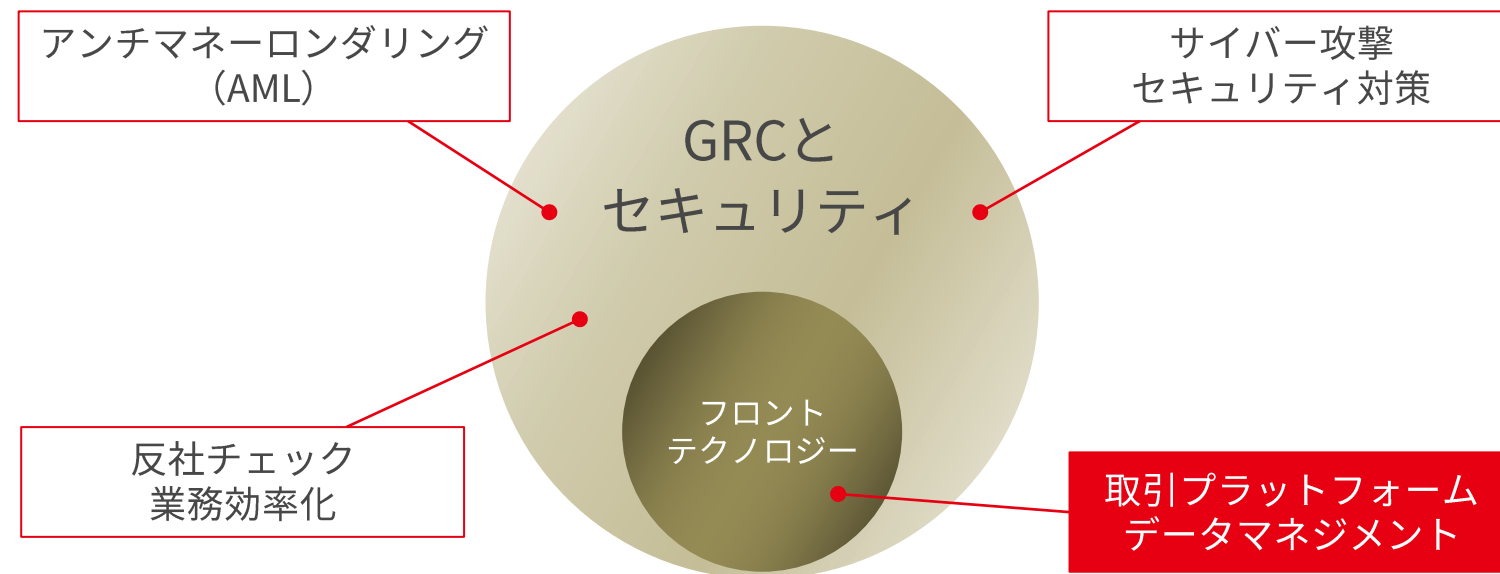 アンチマネーロンダリング
（AML）
サイバー攻撃
セキュリティ対策
GRCと
セキュリティ
フロント
テクノロジー
反社チェック
業務効率化
取引プラットフォーム
データマネジメント